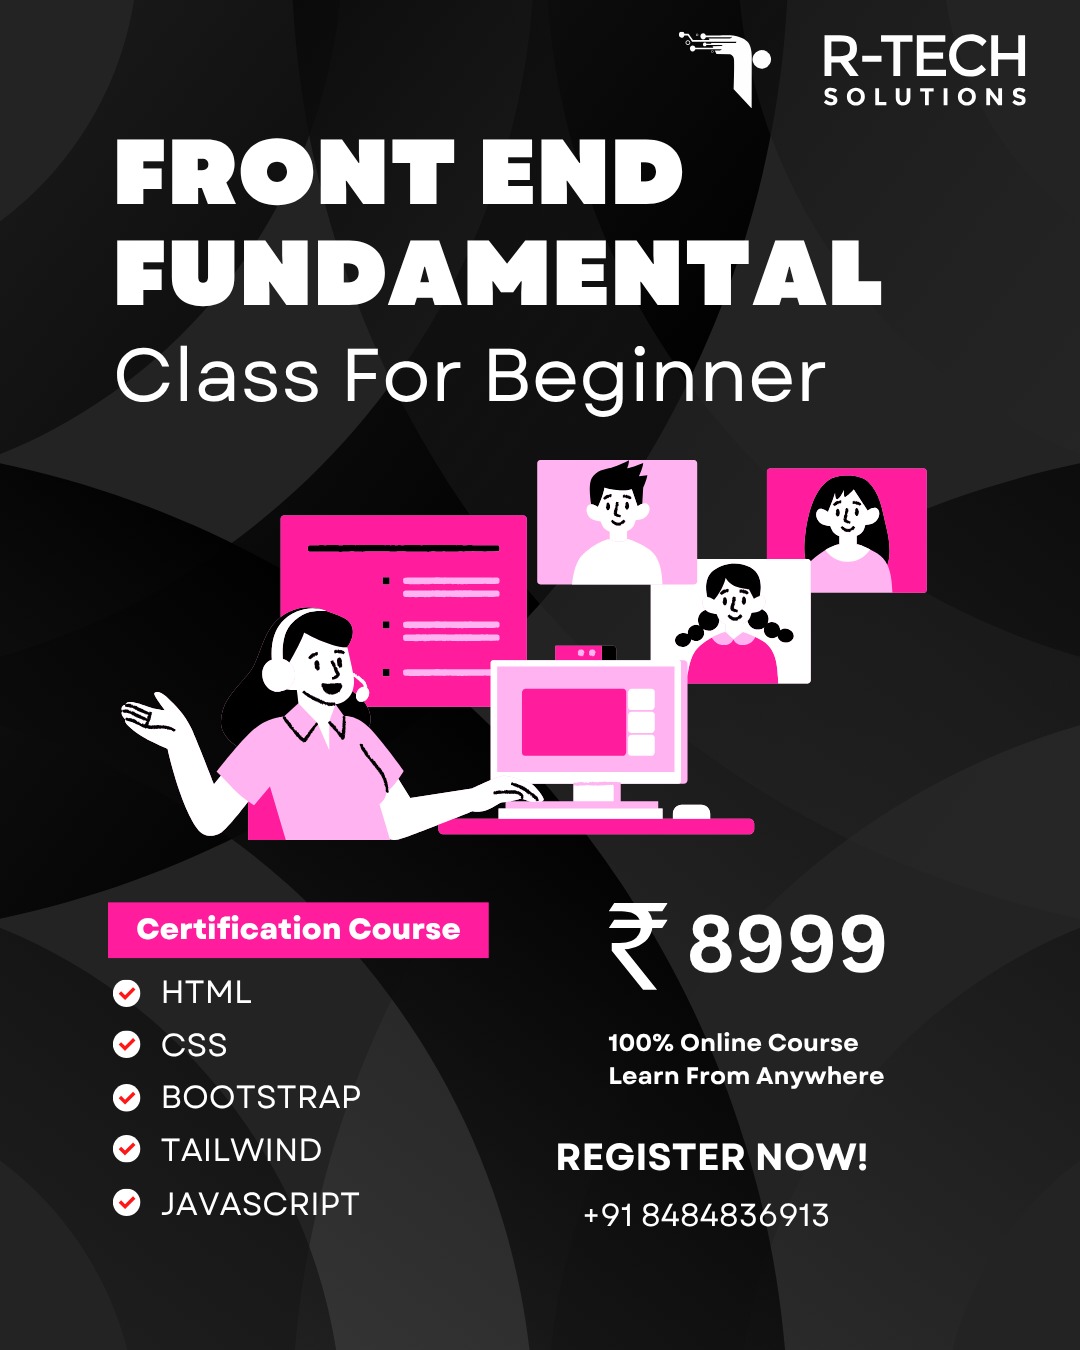 R-TECH
SOLUTIONS
FRONT END
FUNDAMENTAL
Class For Beginner
Certification Course
HTML
CSS
BOOTSTRAP
TAILWIND
JAVASCRIPT
₹ 8999
100% Online Course
Learn From Anywhere
REGISTER NOW!
+91 8484836913